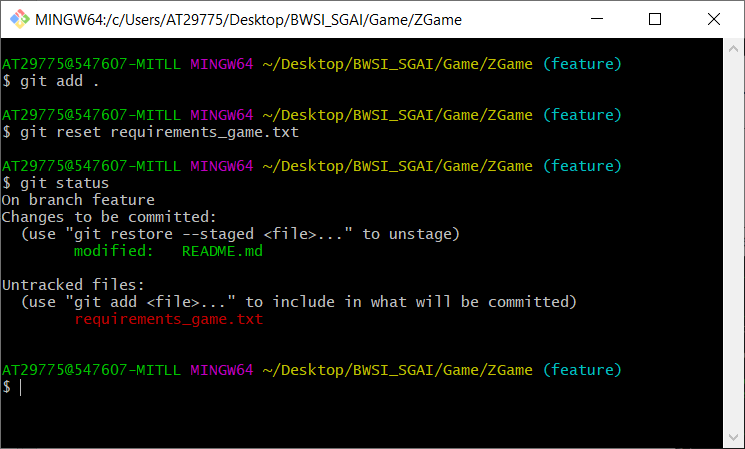 MINGW64:/c/Users/AT29775/Desktop/BWSI_SGAI/Game/ZGame
AT29775@547607-MITLL MINGW64 ~/Desktop/BWSI_SGAI/Game/ZGame (feature)
$ git add .
AT29775@547607-MITLL MINGW64 ~/Desktop/BWSI_SGAI/Game/ZGame (feature)
$ git reset requirements_game.txt
AT29775@547607-MITLL MINGW64 ~/Desktop/BWSI_SGAI/Game/ZGame (feature)
$ git status
On branch feature
Changes to be committed:
  (use "git restore --staged <file>..." to unstage)
        modified:   README.md
Untracked files:
  (use "git add <file>..." to include in what will be committed)
        requirements_game.txt
AT29775@547607-MITLL MINGW64 ~/Desktop/BWSI_SGAI/Game/ZGame (feature)
$